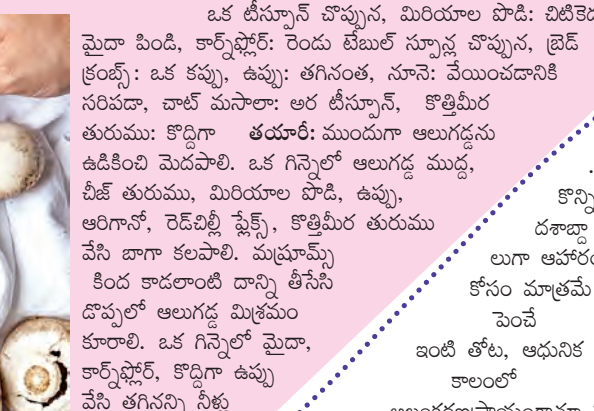 ఒక టీస్పూన్ చొప్పున, మిరియాల పొడి: చిటికెడు
మైదా పిండి, కార్న్‌ఫ్లోర్: రెండు టేబుల్ స్పూన్ల చొప్పున, బ్రెడ్
క్రంబ్స్: ఒక కప్పు, ఉప్పు: తగినంత, నూనె: వేయించడానికి
సరిపడా, చాట్ మసాలా: అర టీస్పూన్, కొత్తిమీర
తురుము: కొద్దిగా తయారీ: ముందుగా ఆలుగడ్డను
ఉడికించి మెదపాలి. ఒక గిన్నెలో ఆలుగడ్డ ముద్ద,
చీజ్ తురుము, మిరియాల పొడి, ఉప్పు,
ఆరిగానో, రెడ్‌చిల్లీ ఫ్లేక్స్, కొత్తిమీర తురుము
వేసి బాగా కలపాలి. మష్రూమ్స్
కింద కాడలాంటి దాన్ని తీసేసి
డొప్పలో ఆలుగడ్డ మిశ్రమం
కూరాలి. ఒక గిన్నెలో మైదా,
కార్న్‌ఫ్లోర్, కొద్దిగా ఉప్పు
వేసి తగినన్ని నీళ్లు
కొన్ని
దశాబ్దా
లుగా ఆహారం
కోసం మాత్రమే
పెంచే
ఇంటి తోట, ఆధునిక
కాలంలో